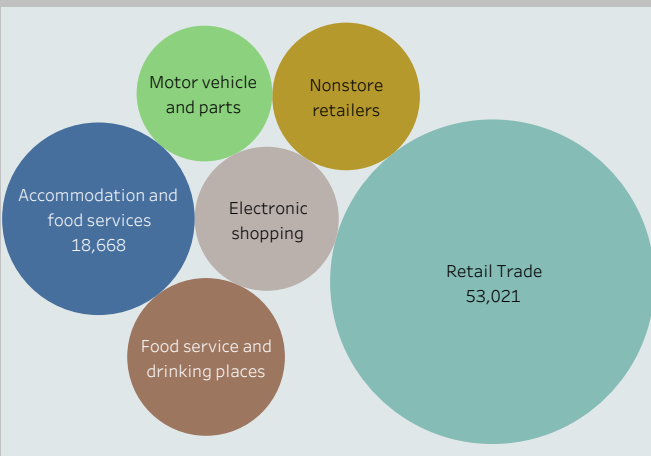 Motor vehicle
and parts
Nonstore
retailers
Accommodation and
food services
18,668
Electronic
shopping
Retail Trade
53,021
Food service and
drinking places